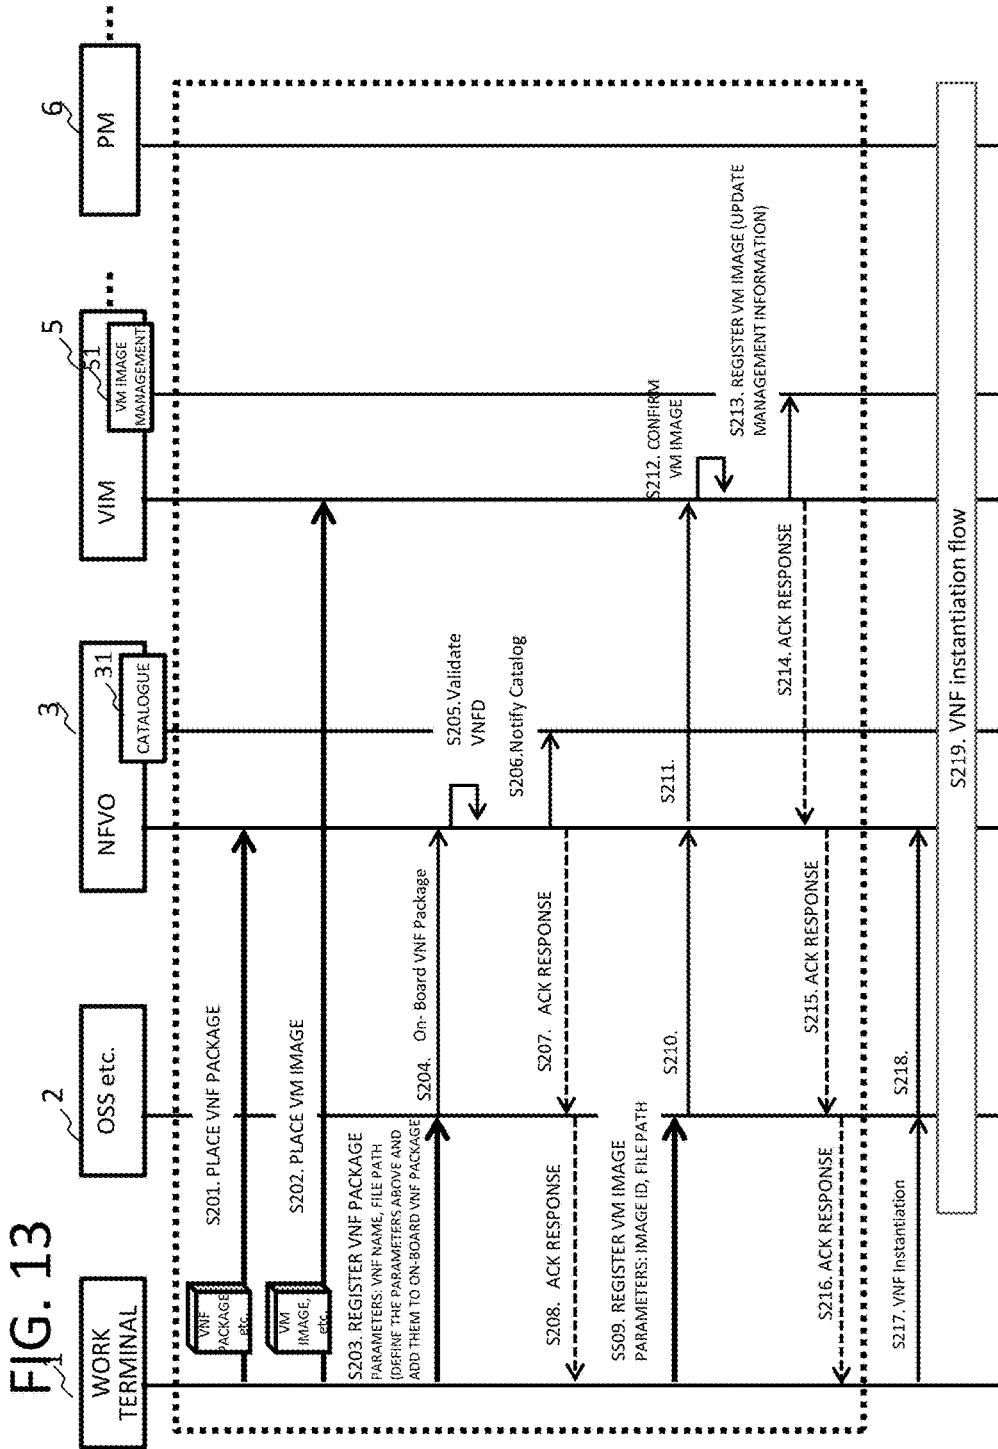 FIG. 13
1
WORK
TERMINAL
2
OSS etc.
3
NFVO
31
CATALOGUE
5
VIM
51
VM IMAGE
MANAGEMENT
6
PM
VNF
PACKAGE
etc.
S201. PLACE VNF PACKAGE
VM
IMAGE,
etc.
S202. PLACE VM IMAGE
S203. REGISTER VNF PACKAGE
PARAMETERS: VNF NAME, FILE PATH
(DEFINE THE PARAMETERS ABOVE AND
ADD THEM TO ON-BOARD VNF PACKAGE
S204. On- Board VNF Package
S205.Validate
VNFD
S206.Notify Catalog
S207. ACK RESPONSE
S208. ACK RESPONSE
SS09. REGISTER VM IMAGE
PARAMETERS: IMAGE ID, FILE PATH
S210.
S211.
S212. CONFIRM
VM IMAGE
S213. REGISTER VM IMAGE (UPDATE
MANAGEMENT INFORMATION)
S214. ACK RESPONSE
S215. ACK RESPONSE
S216. ACK RESPONSE
S217. VNF Instantiation
S218.
S219. VNF instantiation flow